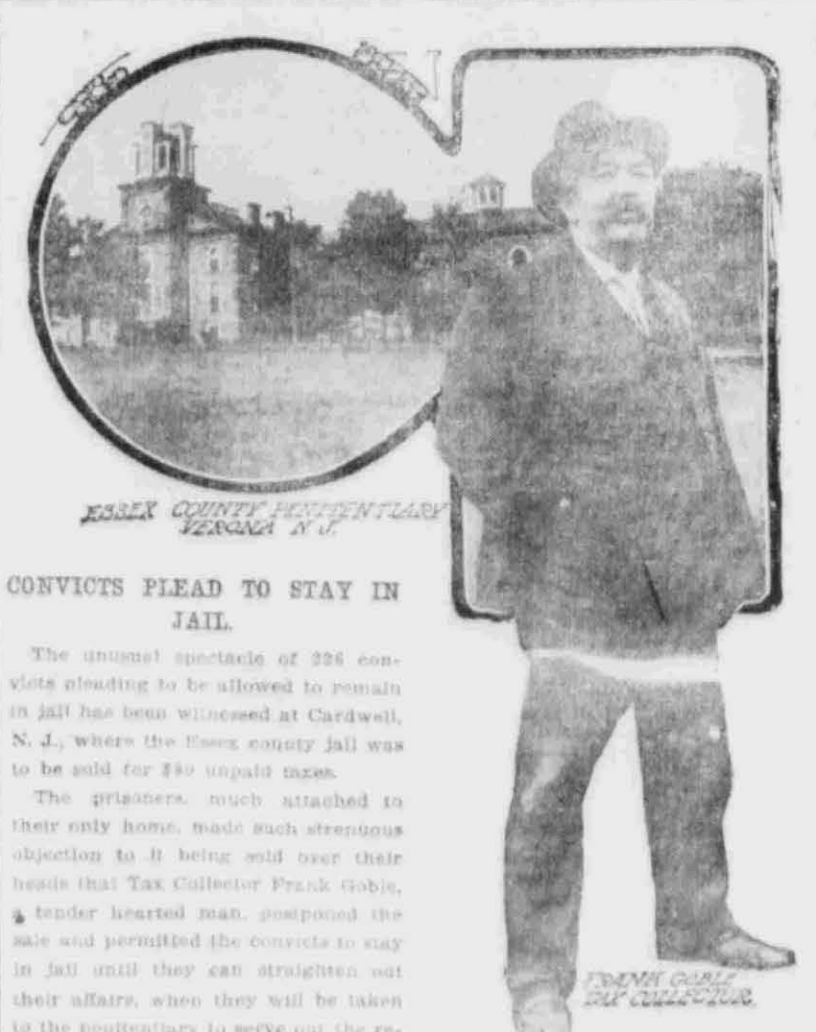 ESSEX COUNTY PENITENTIARY
VERONA N J.
CONVICTS PLEAD TO STAY IN
JAIL.
The unusual spectacle of 226 con-
victs pleading to be allowed to remain
in jail has been witnessed at Cardwell,
N. J., where the Essex county jail was
to be sold for unpaid taxes.
The prisoners, much attached to
their only home, made such strenuous
objection to it being sold over their
heads that Tax Collector Frank Goble,
a tender hearted man, postponed the
sale and permitted the convicts to stay
in jail until they can straighten out
their affairs, when they will be taken
to the penitentiary to serve out the re-
FRANK GOBLE
TAX COLLECTOR.